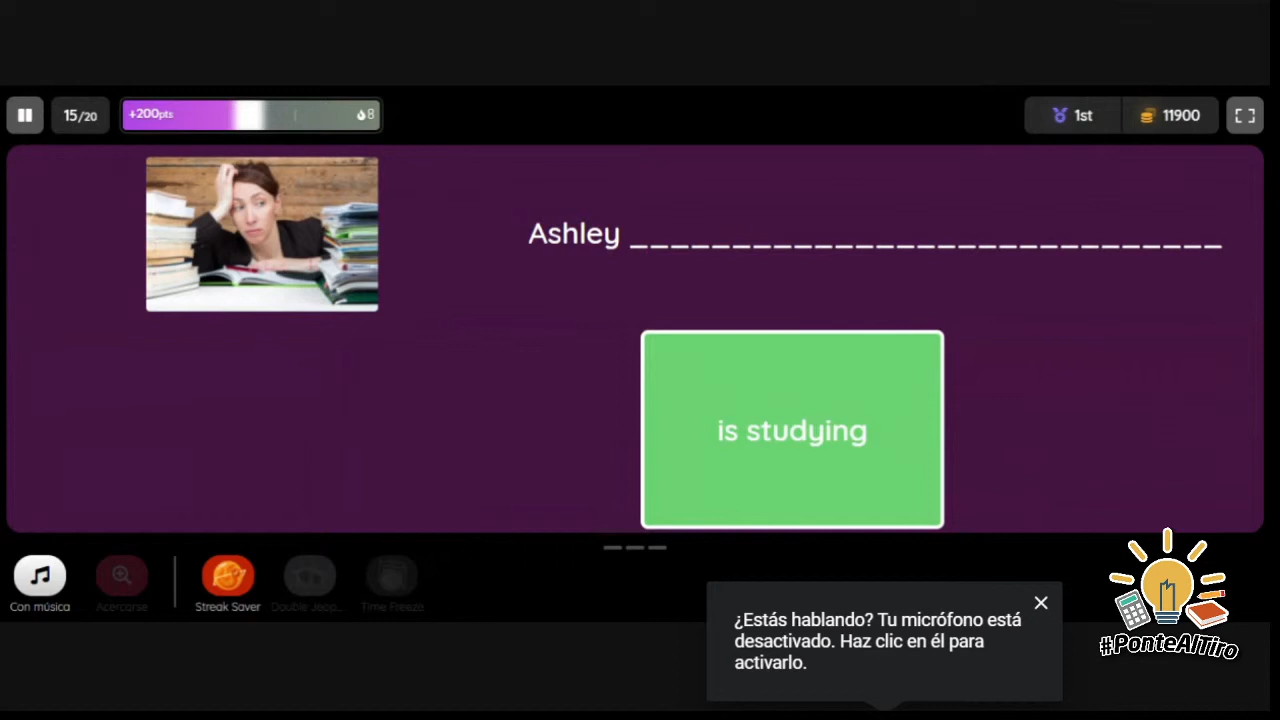 15/20
+200pts
8
1st
11900
Ashley _____________________________
is studying
Con música
Acercarse
Streak Saver
Double Jeop...
Time Freeze
¿Estás hablando? Tu micrófono está
desactivado. Haz clic en él para
activarlo.
#PonteAlTiro